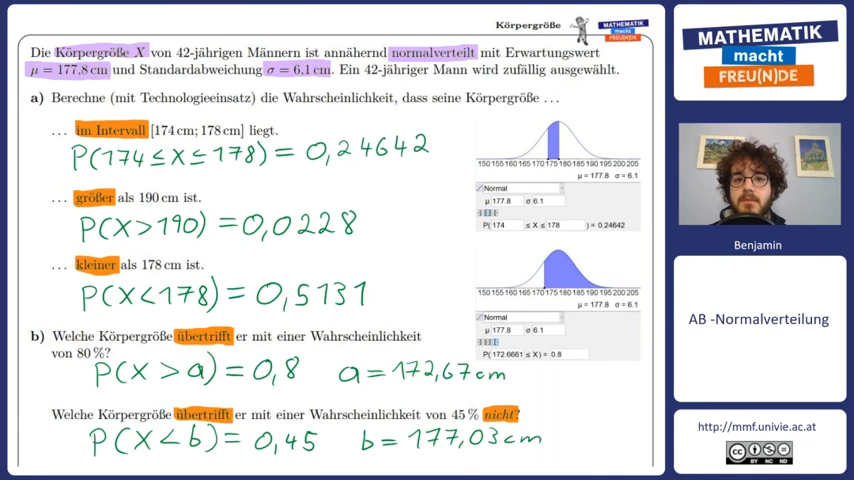 Körpergröße
MATHEMATIK
macht
FREU(N)DE
Die Körpergröße X von 42-jährigen Männern ist annähernd normalverteilt mit Erwartungswert
μ = 177.8 cm und Standardabweichung σ = 6,1 cm. Ein 42-jähriger Mann wird zufällig ausgewählt.
a) Berechne (mit Technologieeinsatz) die Wahrscheinlichkeit, dass seine Körpergröße ...
... im Intervall [174 cm; 178 cm] liegt.
P(174 ≤ X ≤ 178) = 0,24642
... größer als 190 cm ist.
P(X > 190) = 0,0228
... kleiner als 178 cm ist.
P(X < 178) = 0,5131
150 155 160 165 170 175 180 185 190 195 200 205
μ = 177.8 σ = 6.1
Normal
μ 177.8 σ 6.1
P( 174 ≤ X ≤ 178 ) = 0.24642
150 155 160 165 170 175 180 185 190 195 200 205
μ = 177.8 σ = 6.1
Normal
μ 177.8 σ 6.1
P( 172.6661 ≤ X) = 0.8
b) Welche Körpergröße übertrifft er mit einer Wahrscheinlichkeit
von 80 %?
P(X > a) = 0,8 a = 172,67 cm
Welche Körpergröße übertrifft er mit einer Wahrscheinlichkeit von 45 % nicht?
P(X < b) = 0,45 b = 177,03 cm
MATHEMATIK
macht
FREU(N)DE
Benjamin
AB -Normalverteilung
http://mmf.univie.ac.at
cc
BY NC ND